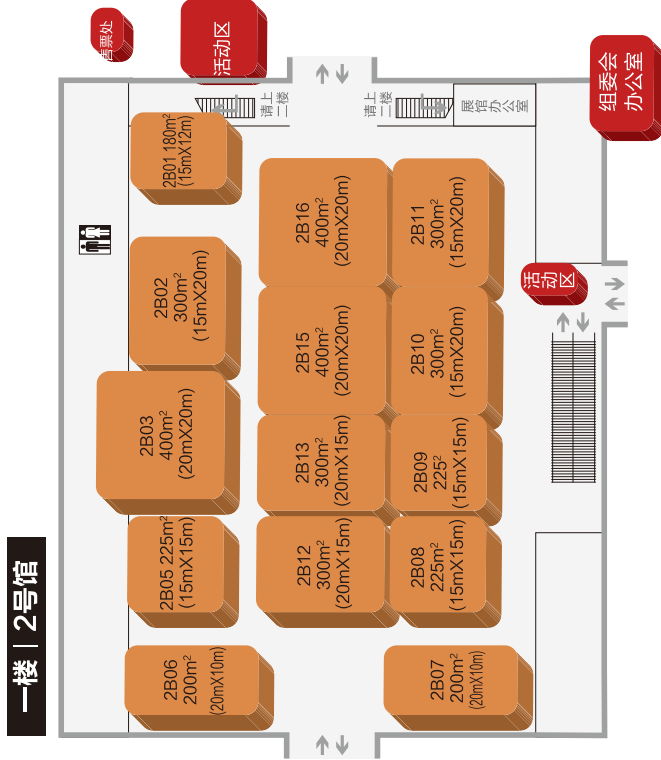 售票处
活动区
组委会
办公室
请上
二楼
请上
二楼
展馆办公室
2B01 180m²
(15mX12m)
2B16
400m²
(20mX20m)
2B11
300m²
(15mX20m)
2B02
300m²
(15mX20m)
活动
区
2B15
400m²
(20mX20m)
2B10
300m²
(15mX20m)
2B03
400m²
(20mX20m)
2B13
300m²
(20mX15m)
2B09
225²
(15mX15m)
2B05 225m²
(15mX15m)
2B12
300m²
(20mX15m)
2B08
225m²
(15mX15m)
2B06
200m²
(20mX10m)
2B07
200m²
(20mX10m)
一楼 | 2号馆